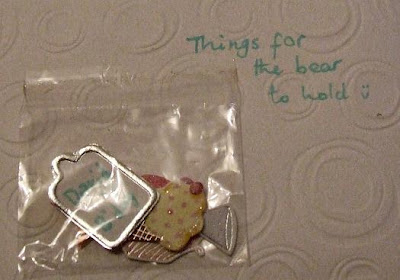 Things for
the bear
to hold